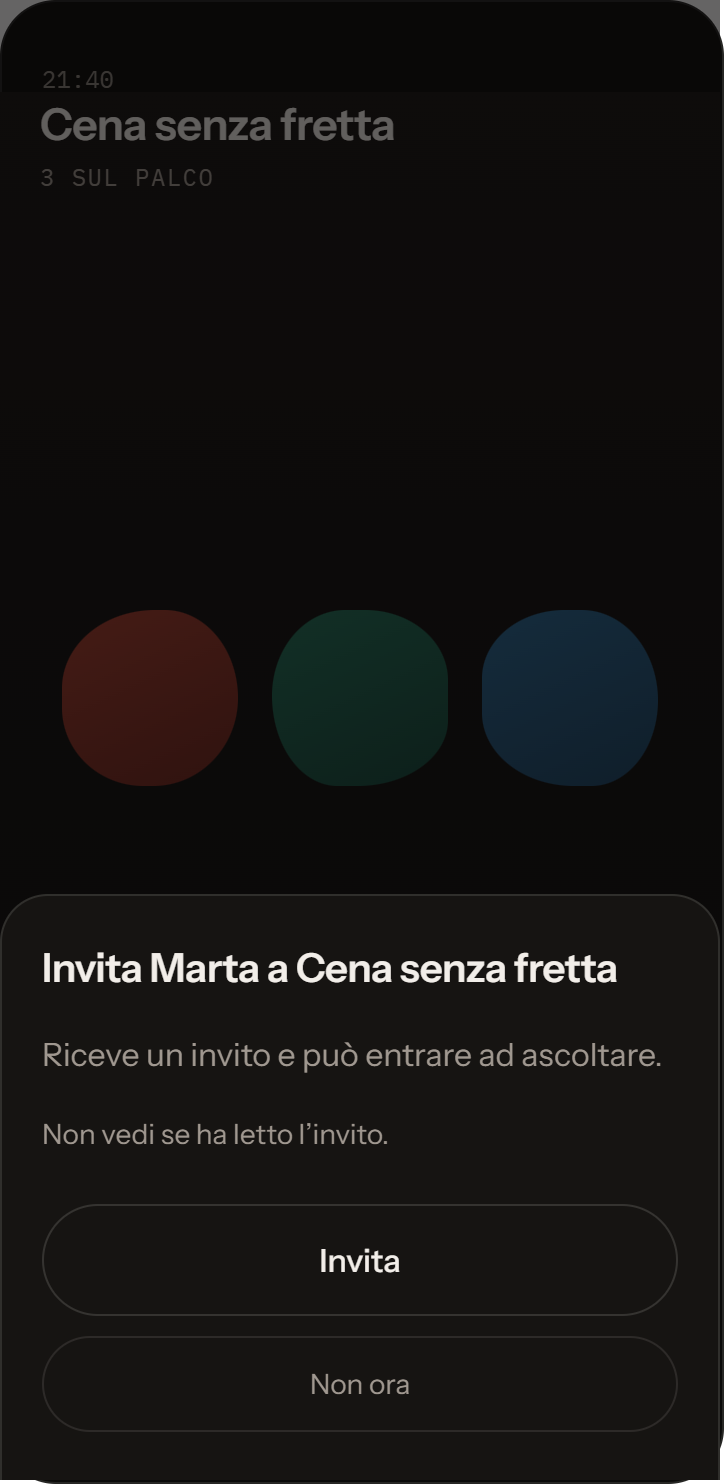 21:40
Cena senza fretta
3 SUL PALCO
Invita Marta a Cena senza fretta
Riceve un invito e può entrare ad ascoltare.
Non vedi se ha letto l’invito.
Invita
Non ora